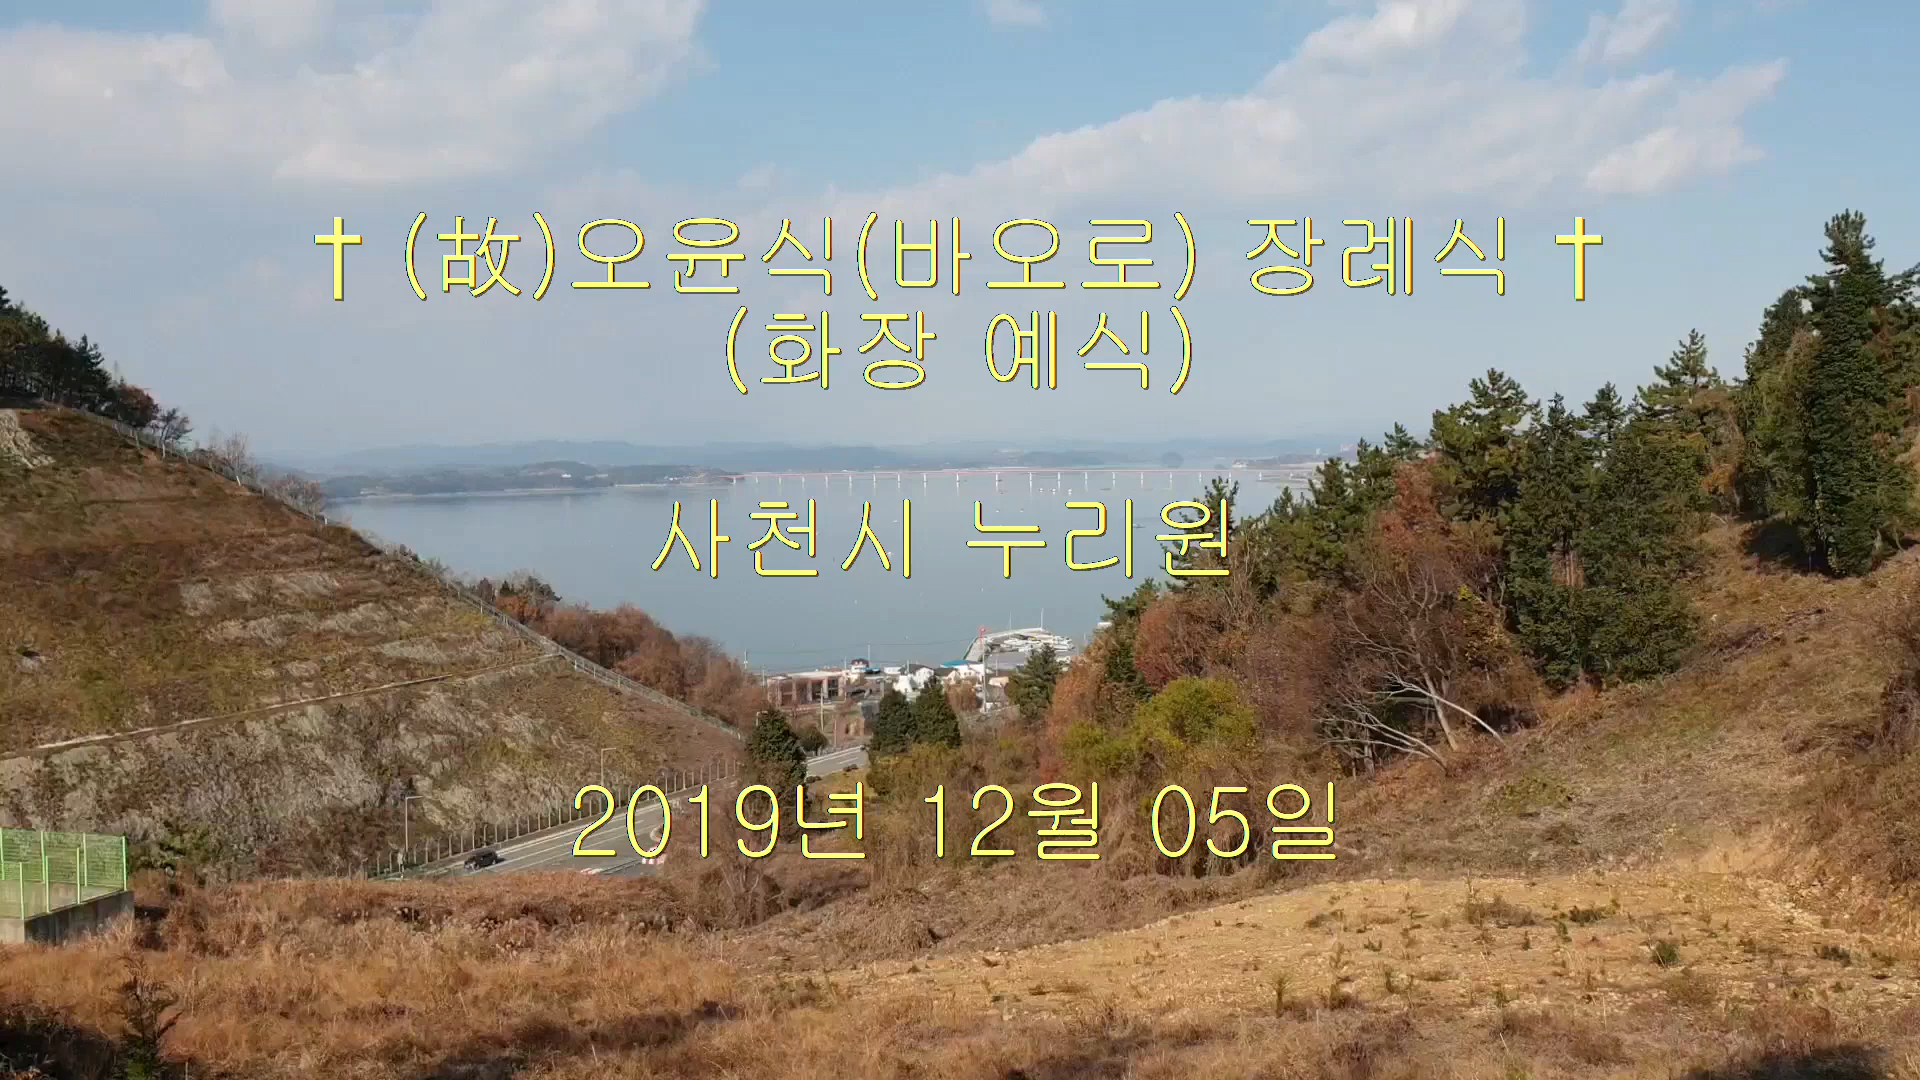 † (故)오윤식(바오로) 장례식 †
(화장 예식)
사천시 누리원
2019년 12월 05일